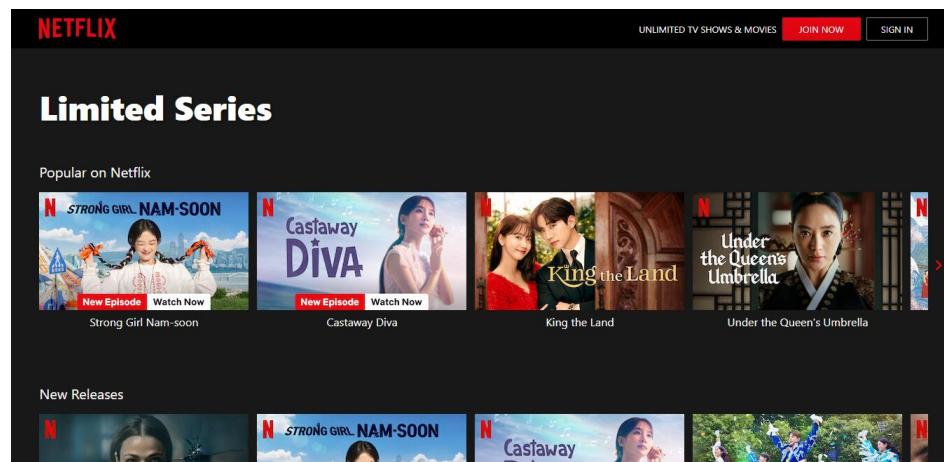 NETFLIX
UNLIMITED TV SHOWS & MOVIES
JOIN NOW
SIGN IN
Limited Series
Popular on Netflix
N STRONG GIRL NAM-SOON
New Episode Watch Now
N
Castaway
DIVA
New Episode Watch Now
N
King the Land
N
Under
the Queen's
Umbrella
N
Strong Girl Nam-soon
Castaway Diva
King the Land
Under the Queen's Umbrella
New Releases
N
N STRONG GIRL NAM-SOON
N
Castaway
N
N